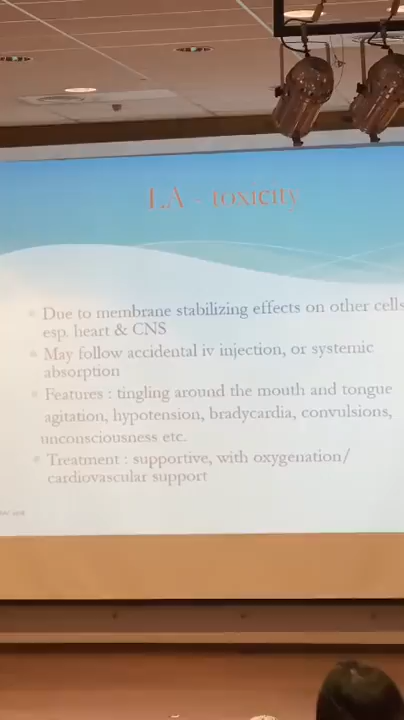 LA - toxicity
Due to membrane stabilizing effects on other cells
esp. heart & CNS
May follow accidental iv injection, or systemic
absorption
Features : tingling around the mouth and tongue
agitation, hypotension, bradycardia, convulsions,
unconsciousness etc.
Treatment : supportive, with oxygenation/
cardiovascular support